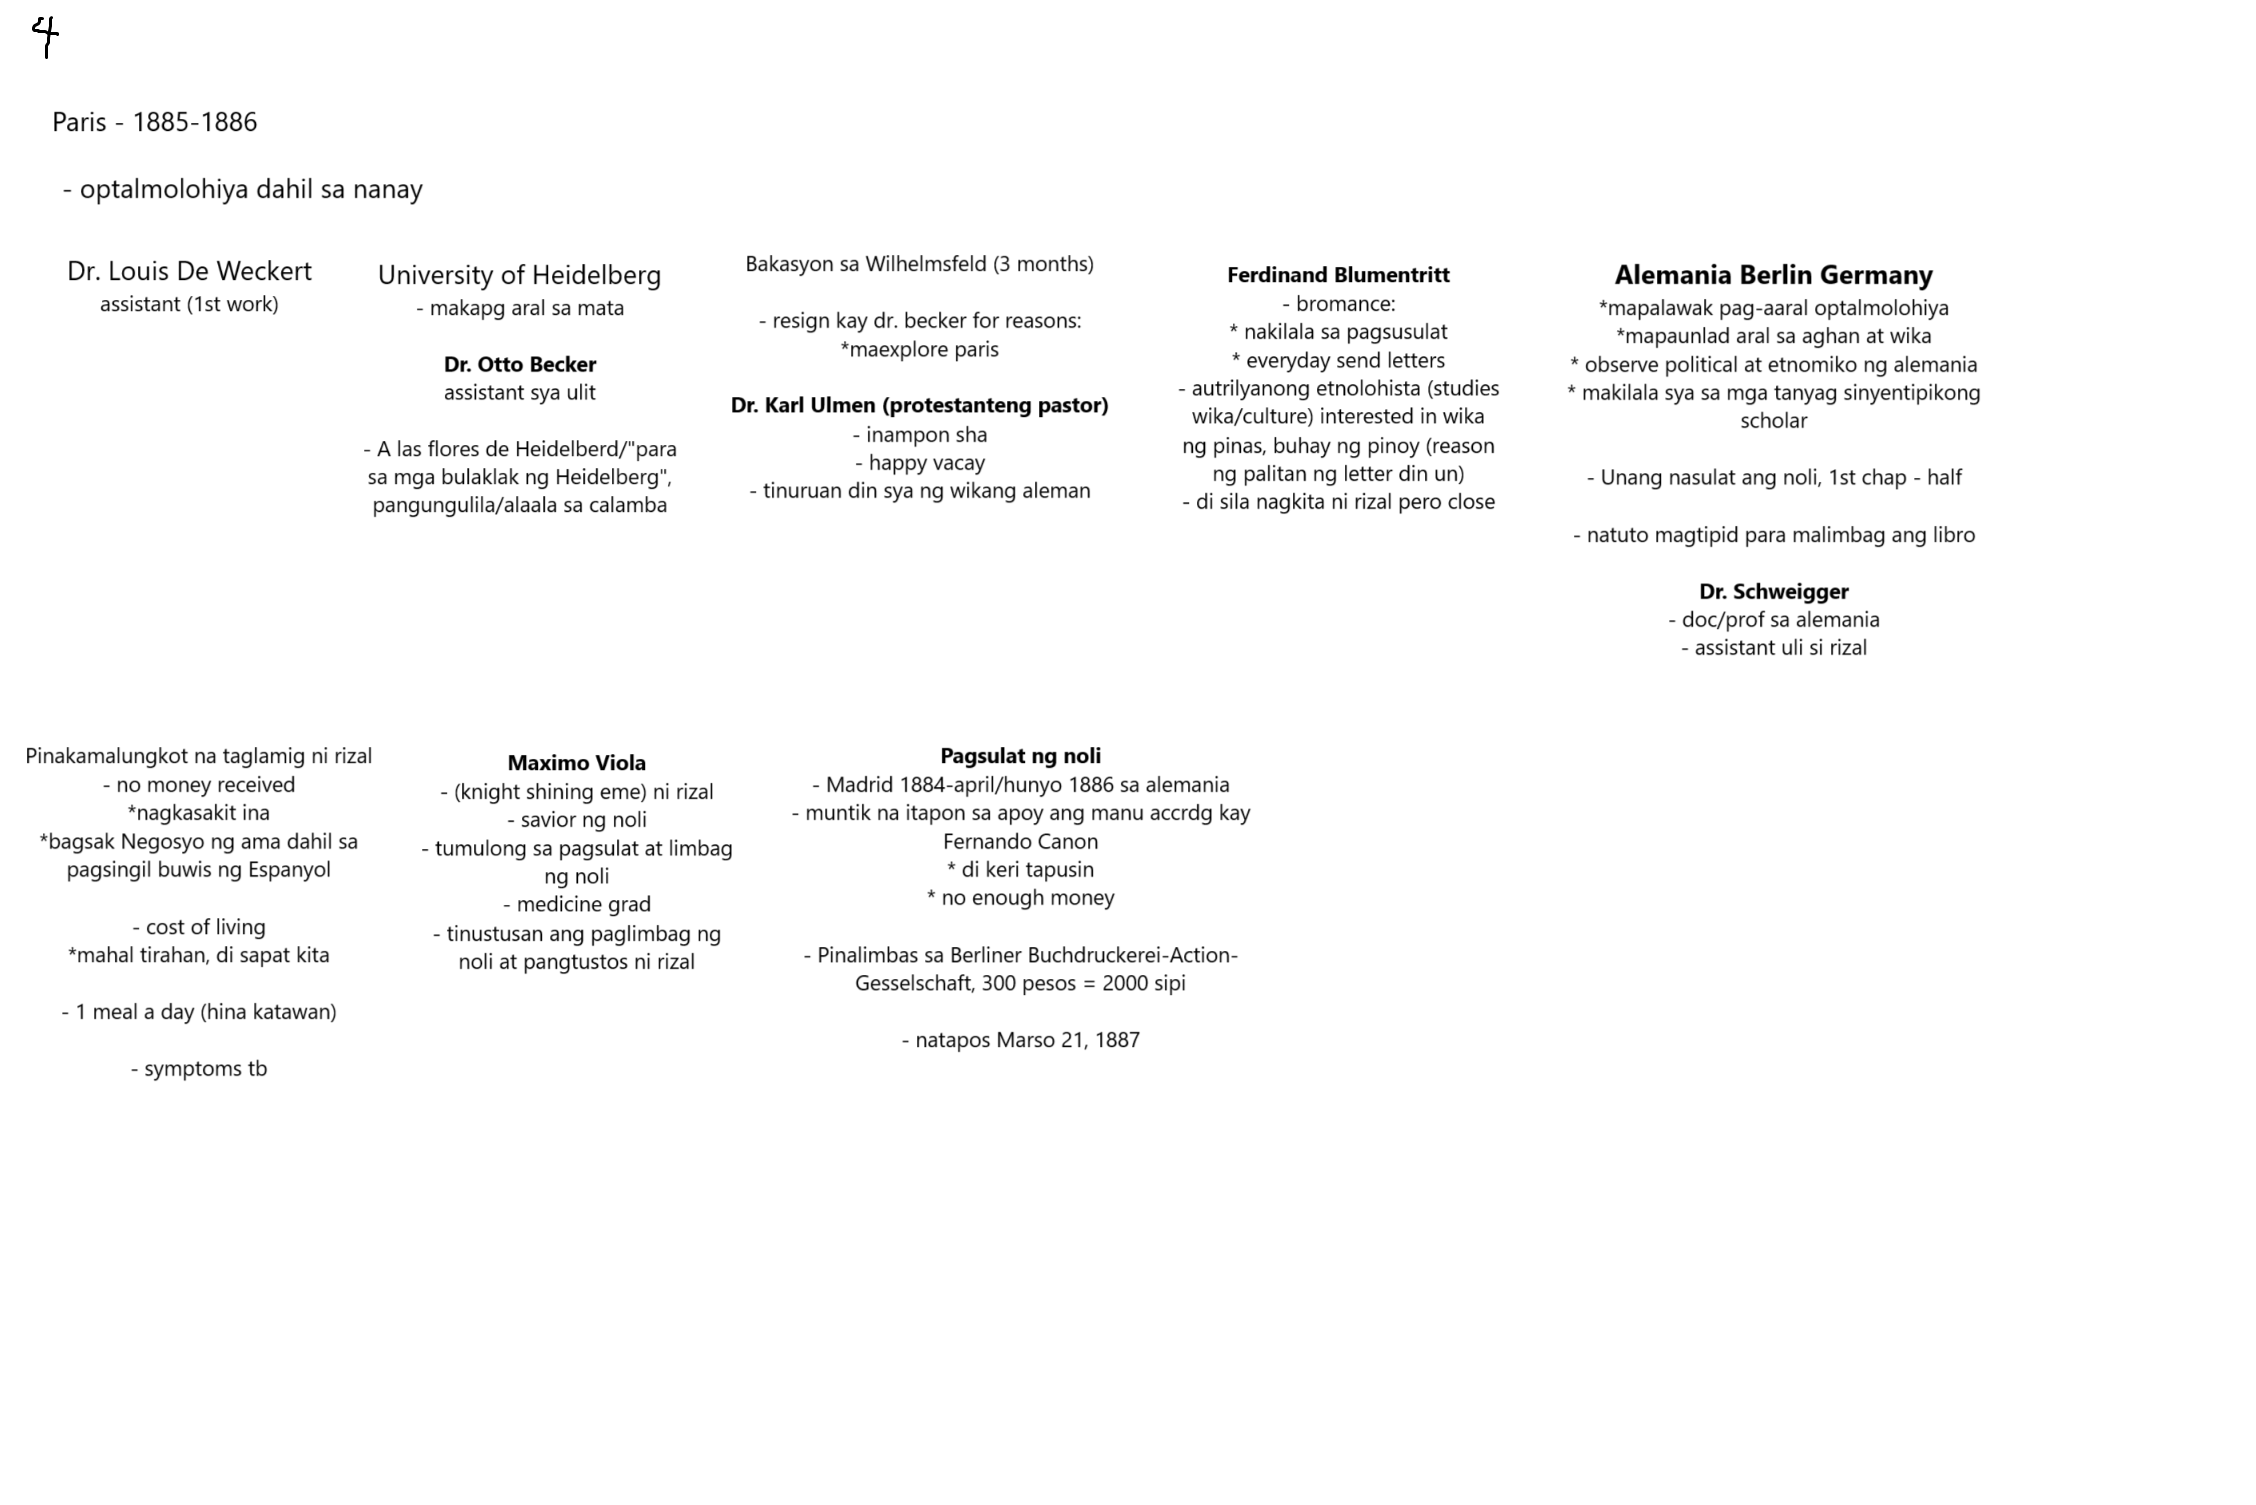 4
Paris - 1885-1886
- optalmolohiya dahil sa nanay
Dr. Louis De Weckert
assistant (1st work)
University of Heidelberg
- makapg aral sa mata
Dr. Otto Becker
assistant sya ulit
- A las flores de Heidelberd/"para
sa mga bulaklak ng Heidelberg",
pangungulila/alaala sa calamba
Bakasyon sa Wilhelmsfeld (3 months)
- resign kay dr. becker for reasons:
*maexplore paris
Dr. Karl Ulmen (protestanteng pastor)
- inampon sha
- happy vacay
- tinuruan din sya ng wikang aleman
Ferdinand Blumentritt
- bromance:
* nakilala sa pagsusulat
* everyday send letters
- autrilyanong etnolohista (studies
wika/culture) interested in wika
ng pinas, buhay ng pinoy (reason
ng palitan ng letter din un)
- di sila nagkita ni rizal pero close
Alemania Berlin Germany
*mapalawak pag-aaral optalmolohiya
*mapaunlad aral sa aghan at wika
* observe political at etnomiko ng alemania
* makilala sya sa mga tanyag sinyentipikong
scholar
- Unang nasulat ang noli, 1st chap - half
- natuto magtipid para malimbag ang libro
Dr. Schweigger
- doc/prof sa alemania
- assistant uli si rizal
Pinakamalungkot na taglamig ni rizal
- no money received
*nagkasakit ina
*bagsak Negosyo ng ama dahil sa
pagsingil buwis ng Espanyol
- cost of living
*mahal tirahan, di sapat kita
- 1 meal a day (hina katawan)
- symptoms tb
Maximo Viola
- (knight shining eme) ni rizal
- savior ng noli
- tumulong sa pagsulat at limbag
ng noli
- medicine grad
- tinustusan ang paglimbag ng
noli at pangtustos ni rizal
Pagsulat ng noli
- Madrid 1884-april/hunyo 1886 sa alemania
- muntik na itapon sa apoy ang manu accrdg kay
Fernando Canon
* di keri tapusin
* no enough money
- Pinalimbas sa Berliner Buchdruckerei-Action-
Gesselschaft, 300 pesos = 2000 sipi
- natapos Marso 21, 1887